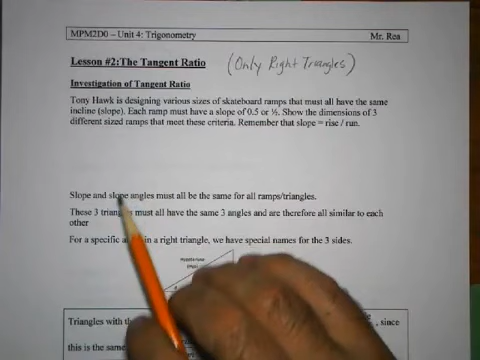 MPM2D0 – Unit 4: Trigonometry Mr. Rea
Lesson #2:The Tangent Ratio (Only Right Triangles)
Investigation of Tangent Ratio
Tony Hawk is designing various sizes of skateboard ramps that must all have the same
incline (slope). Each ramp must have a slope of 0.5 or ½. Show the dimensions of 3
different sized ramps that meet these criteria. Remember that slope = rise / run.
Slope and slope angles must all be the same for all ramps/triangles.
These 3 must all have the same 3 angles and are therefore all similar to each
other
For a specific in a right triangle, we have special names for the 3 sides.
Triangles with , since
this is the same